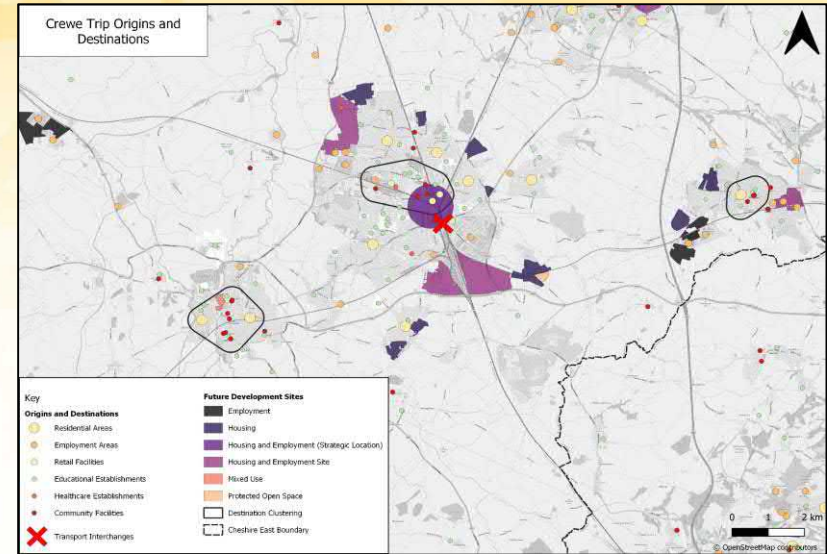 Crewe Trip Origins and
Destinations
Key
Origins and Destinations
Residential Areas
Employment Areas
Retail Facilities
Educational Establishments
Healthcare Establishments
Community Facilities
Transport Interchanges
Future Development Sites
Employment
Housing
Housing and Employment (Strategic Location)
Housing and Employment Site
Mixed Use
Protected Open Space
Destination Clustering
Cheshire East Boundary
0 1 2 km
© OpenStreetMap contributors